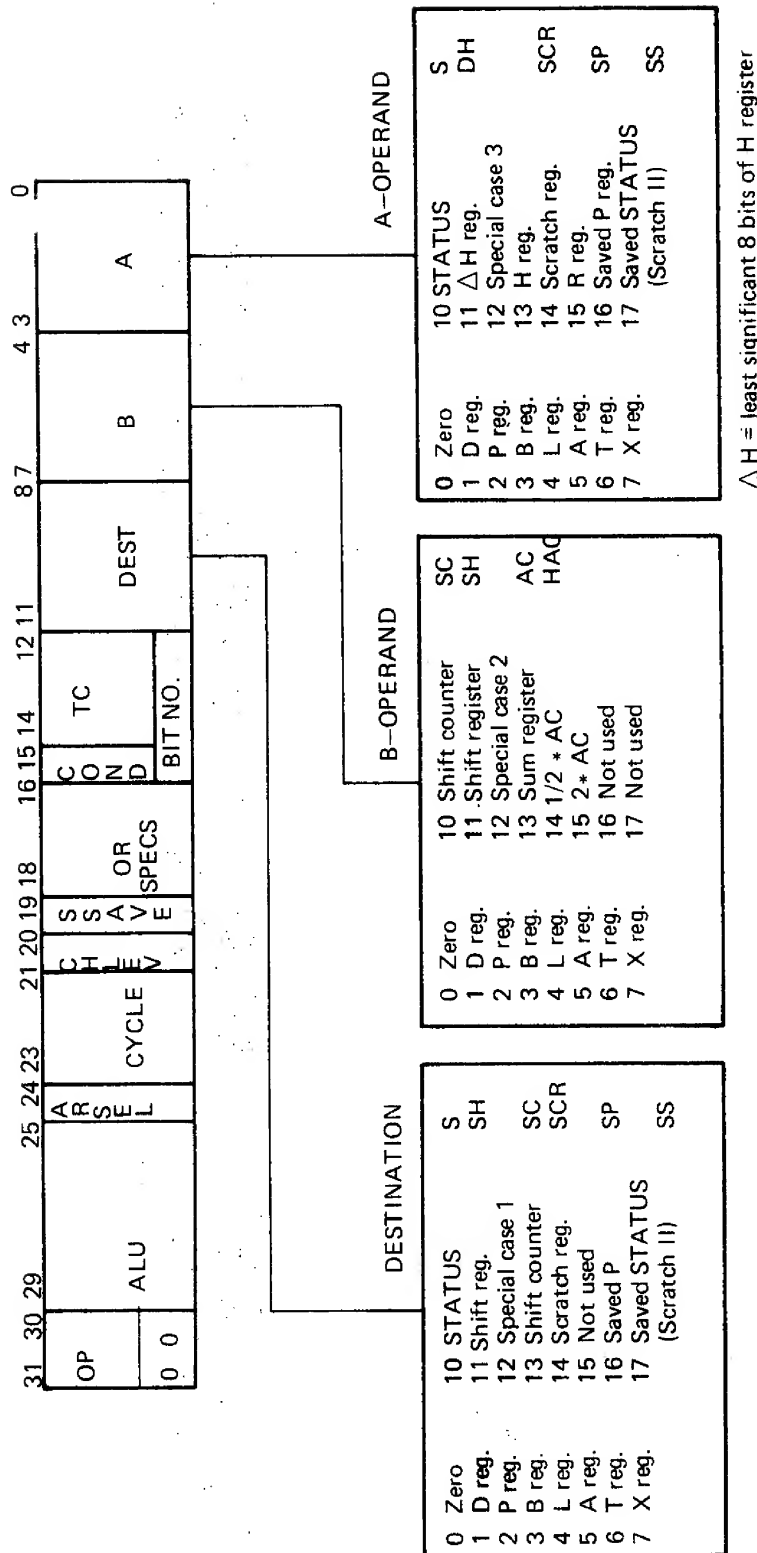 31 30 29 25 24 23 21 20 19 18 16 15 14 12 11 8 7 4 3 0
OP
0 0
ALU
ARSEL
CYCLE
CHLEV
SSAVE
OR
SPECS
COND
TC
BIT NO.
DEST
B
A
DESTINATION
0 Zero 10 STATUS S
1 D reg. 11 Shift reg. SH
2 P reg. 12 Special case 1
3 B reg. 13 Shift counter SC
4 L reg. 14 Scratch reg. SCR
5 A reg. 15 Not used
6 T reg. 16 Saved P SP
7 X reg. 17 Saved STATUS
(Scratch II) SS
B-OPERAND
0 Zero 10 Shift counter SC
1 D reg. 11 Shift register SH
2 P reg. 12 Special case 2
3 B reg. 13 Sum register AC
4 L reg. 14 1/2 * AC HAC
5 A reg. 15 2* AC
6 T reg. 16 Not used
7 X reg. 17 Not used
A-OPERAND
0 Zero 10 STATUS S
1 D reg. 11 △ H reg. DH
2 P reg. 12 Special case 3
3 B reg. 13 H reg.
4 L reg. 14 Scratch reg. SCR
5 A reg. 15 R reg.
6 T reg. 16 Saved P reg. SP
7 X reg. 17 Saved STATUS
(Scratch II) SS
△ H = least significant 8 bits of H register